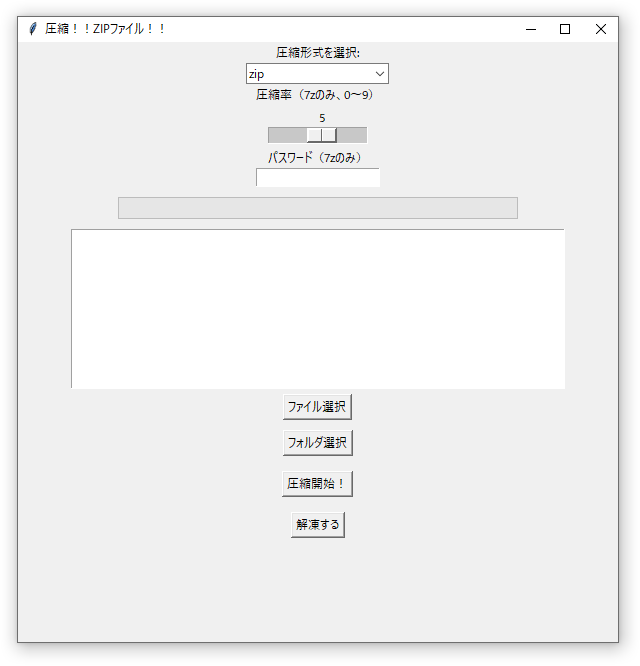 圧縮！！ZIPファイル！！
圧縮形式を選択:
zip
圧縮率（7zのみ、0～9）
5
パスワード（7zのみ）
ファイル選択
フォルダ選択
圧縮開始！
解凍する